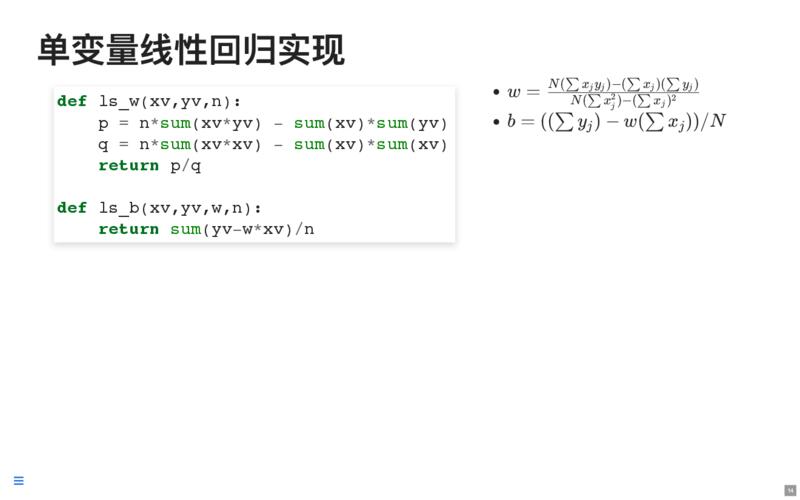 单变量线性回归实现
def ls_w(xv,yv,n):
    p = n*sum(xv*yv) - sum(xv)*sum(yv)
    q = n*sum(xv*xv) - sum(xv)*sum(xv)
    return p/q
def ls_b(xv,yv,w,n):
    return sum(yv-w*xv)/n
• w = \frac{N(\sum x_j y_j)-(\sum x_j)(\sum y_j)}{N(\sum x_j^2)-(\sum x_j)^2}
• b = ((\sum y_j) - w(\sum x_j))/N
14